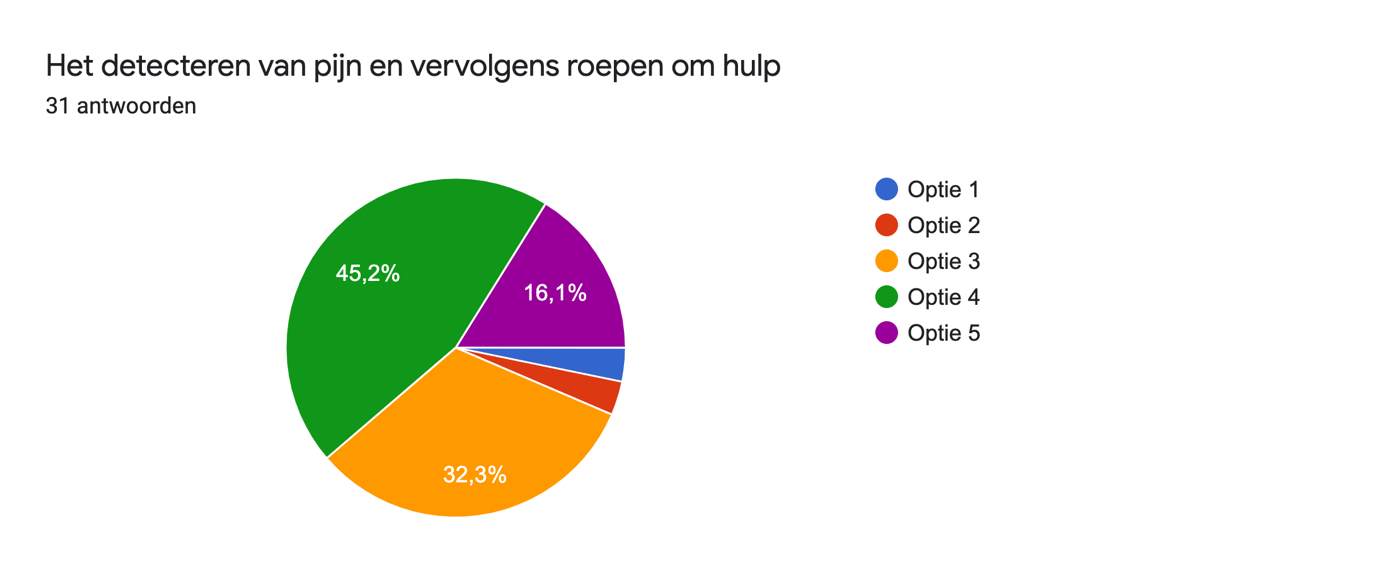 Het detecteren van pijn en vervolgens roepen om hulp
31 antwoorden
45,2%
16,1%
32,3%
Optie 1
Optie 2
Optie 3
Optie 4
Optie 5